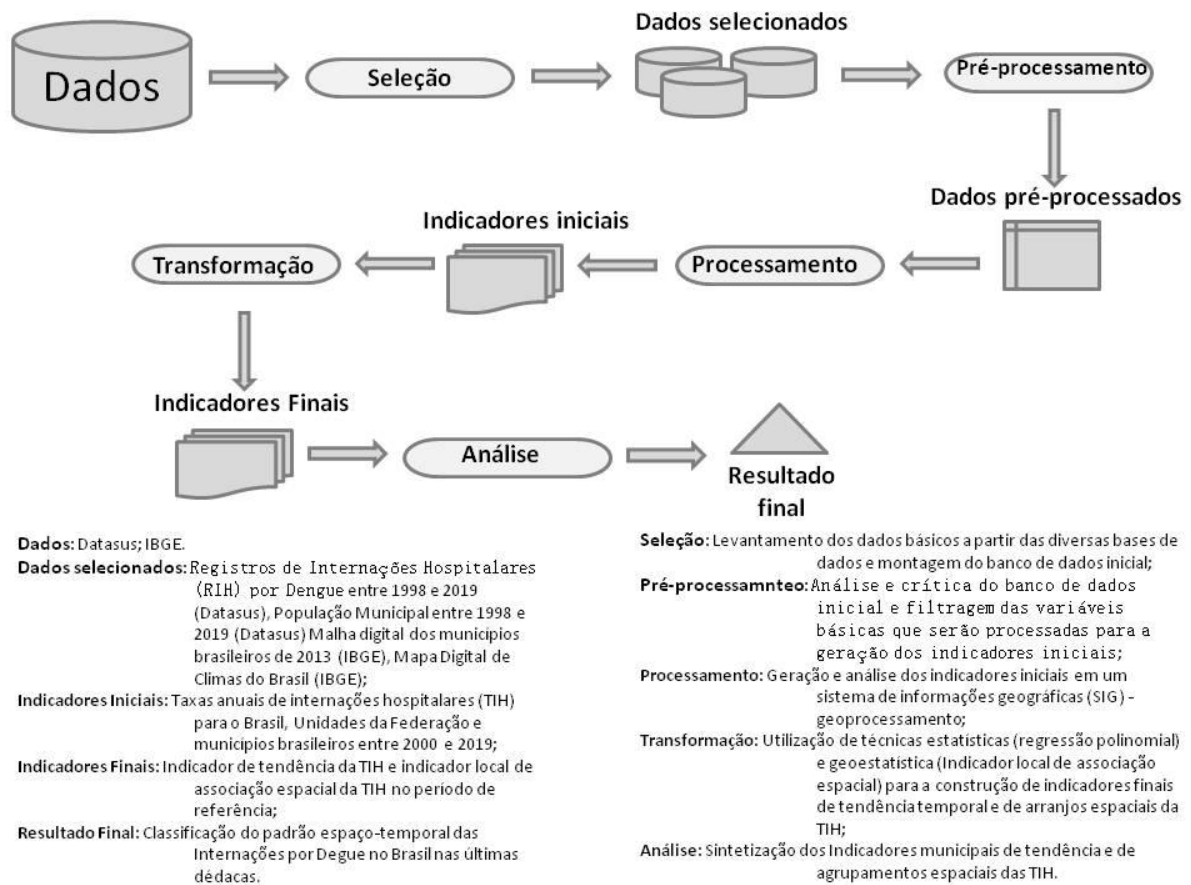 Dados
Seleção
Dados selecionados
Pré-processamento
Dados pré-processados
Processamento
Indicadores iniciais
Transformação
Indicadores Finais
Análise
Resultado
final
Dados: Datasus; IBGE.
Dados selecionados: Registros de Internações Hospitalares
(RIH) por Dengue entre 1998 e 2019
(Datasus), População Municipal entre 1998 e
2019 (Datasus) Malha digital dos municípios
brasileiros de 2013 (IBGE), Mapa Digital de
Climas do Brasil (IBGE);
Indicadores Iniciais: Taxas anuais de internações hospitalares (TIH)
para o Brasil, Unidades da Federação e
municípios brasileiros entre 2000 e 2019;
Indicadores Finais: Indicador de tendência da TIH e indicador local de
associação espacial da TIH no período de
referência;
Resultado Final: Classificação do padrão espaço-temporal das
Internações por Degue no Brasil nas últimas
dédacas.
Seleção: Levantamento dos dados básicos a partir das diversas bases de
dados e montagem do banco de dados inicial;
Pré-processamnteo: Análise e crítica do banco de dados
inicial e filtragem das variáveis
básicas que serão processadas para a
geração dos indicadores iniciais;
Processamento: Geração e análise dos indicadores iniciais em um
sistema de informações geográficas (SIG) -
geoprocessamento;
Transformação: Utilização de técnicas estatísticas (regressão polinomial)
e geoestatística (Indicador local de associação
espacial) para a construção de indicadores finais
de tendência temporal e de arranjos espaciais da
TIH;
Análise: Sintetização dos Indicadores municipais de tendência e de
agrupamentos espaciais das TIH.